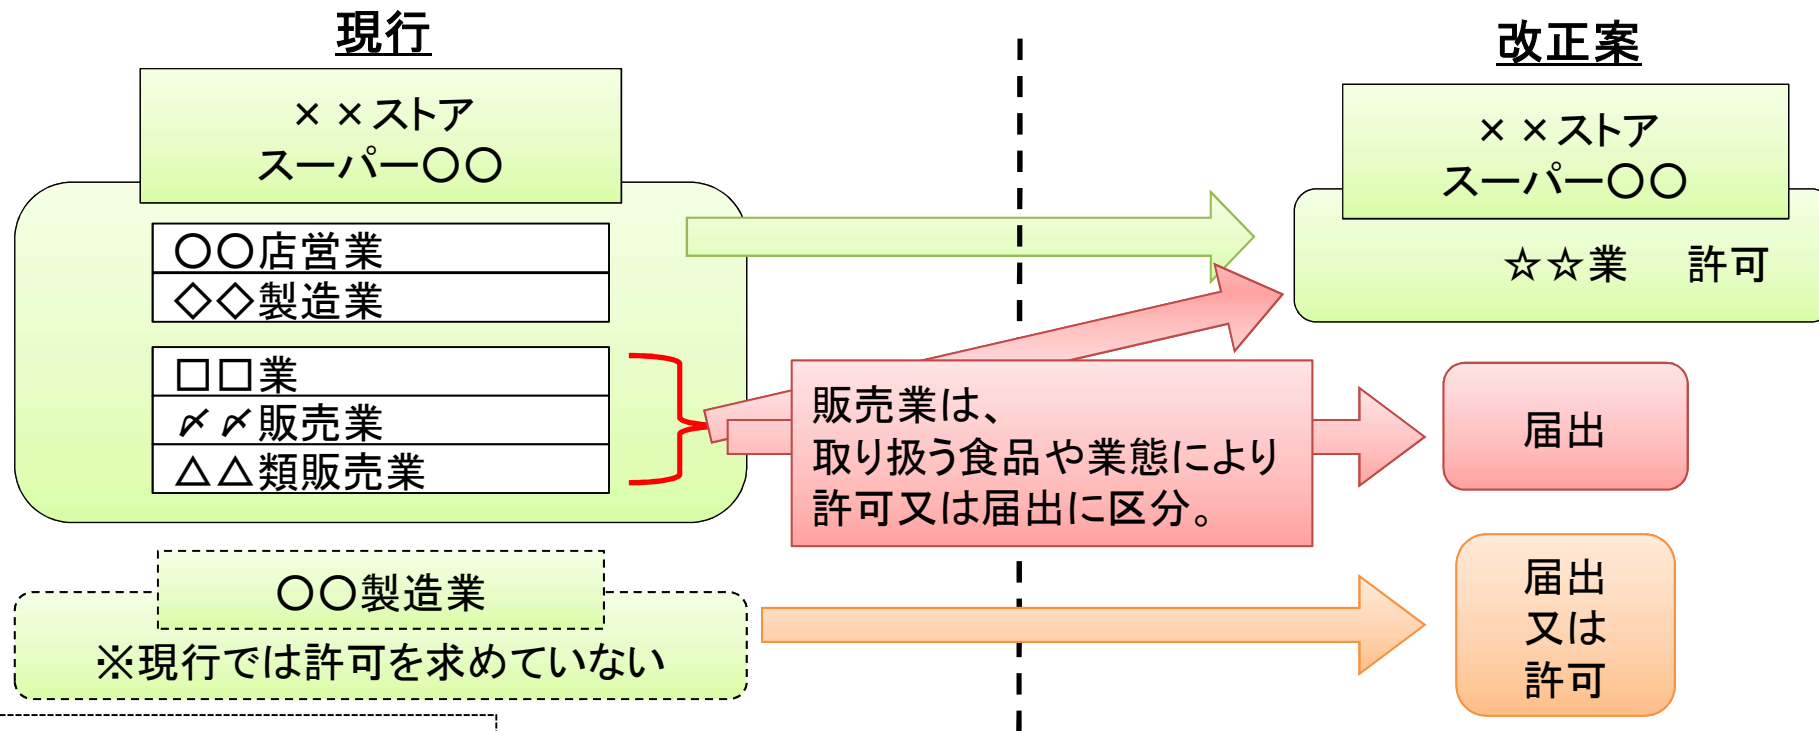 現行
××ストア
スーパー○○
○○店営業
◇◇製造業
□□業
〆〆販売業
△△類販売業
○○製造業
※現行では許可を求めていない
販売業は、
取り扱う食品や業態により
許可又は届出に区分。
改正案
××ストア
スーパー○○
☆☆業　許可
届出
届出
又は
許可